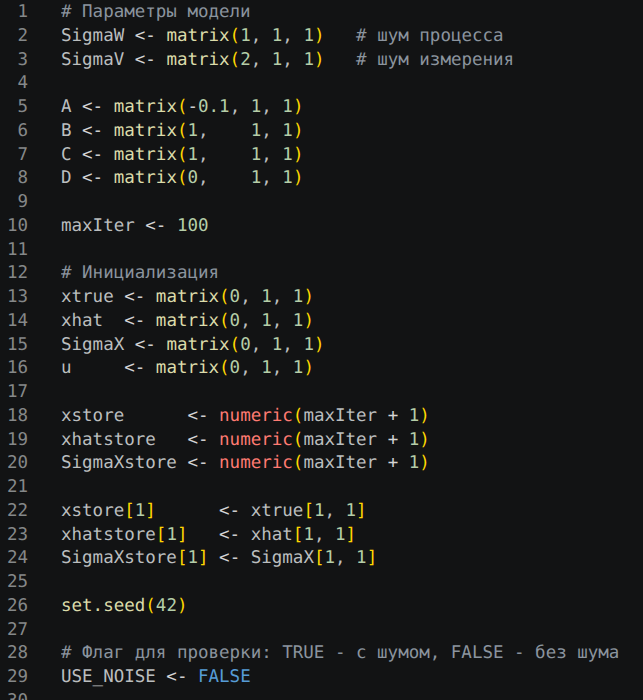 1 # Параметры модели
2 SigmaW <- matrix(1, 1, 1)   # шум процесса
3 SigmaV <- matrix(2, 1, 1)   # шум измерения
4
5 A <- matrix(-0.1, 1, 1)
6 B <- matrix(1,    1, 1)
7 C <- matrix(1,    1, 1)
8 D <- matrix(0,    1, 1)
9
10 maxIter <- 100
11
12 # Инициализация
13 xtrue <- matrix(0, 1, 1)
14 xhat  <- matrix(0, 1, 1)
15 SigmaX <- matrix(0, 1, 1)
16 u     <- matrix(0, 1, 1)
17
18 xstore      <- numeric(maxIter + 1)
19 xhatstore   <- numeric(maxIter + 1)
20 SigmaXstore <- numeric(maxIter + 1)
21
22 xstore[1]      <- xtrue[1, 1]
23 xhatstore[1]   <- xhat[1, 1]
24 SigmaXstore[1] <- SigmaX[1, 1]
25
26 set.seed(42)
27
28 # Флаг для проверки: TRUE - с шумом, FALSE - без шума
29 USE_NOISE <- FALSE
30